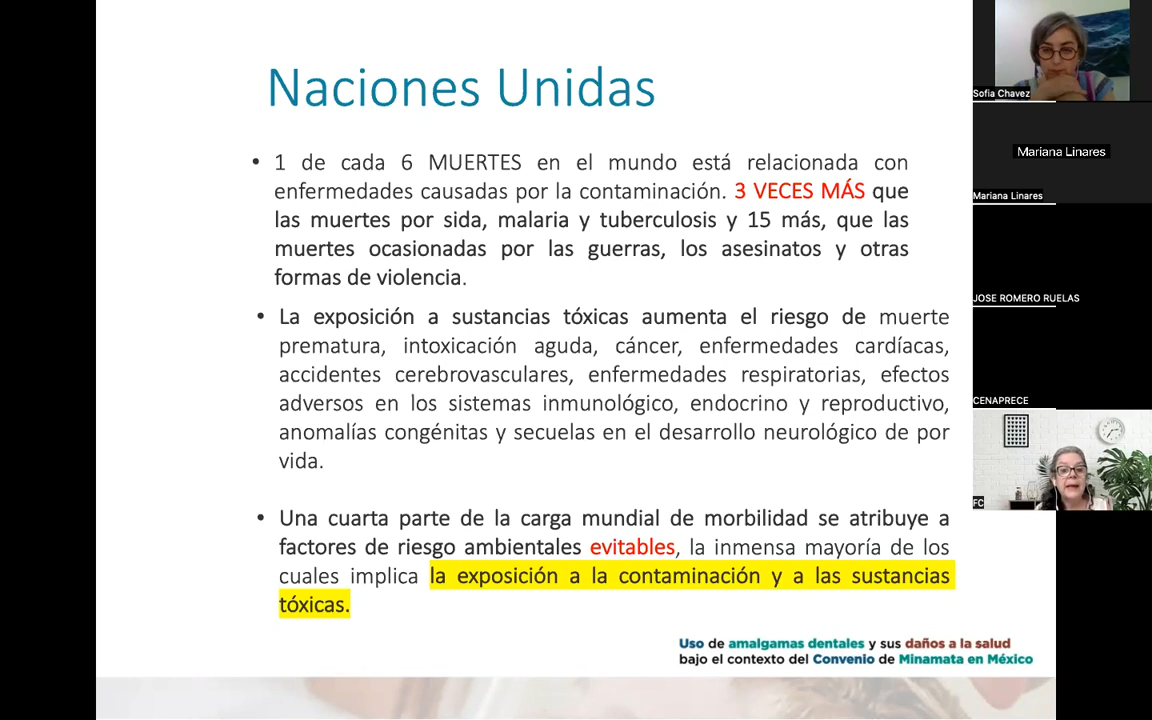 Naciones Unidas
• 1 de cada 6 MUERTES en el mundo está relacionada con
enfermedades causadas por la contaminación. 3 VECES MÁS que
las muertes por sida, malaria y tuberculosis y 15 más, que las
muertes ocasionadas por las guerras, los asesinatos y otras
formas de violencia.
• La exposición a sustancias tóxicas aumenta el riesgo de muerte
prematura, intoxicación aguda, cáncer, enfermedades cardíacas,
accidentes cerebrovasculares, enfermedades respiratorias, efectos
adversos en los sistemas inmunológico, endocrino y reproductivo,
anomalías congénitas y secuelas en el desarrollo neurológico de por
vida.
• Una cuarta parte de la carga mundial de morbilidad se atribuye a
factores de riesgo ambientales evitables, la inmensa mayoría de los
cuales implica la exposición a la contaminación y a las sustancias
tóxicas.
Uso de amalgamas dentales y sus daños a la salud
bajo el contexto del Convenio de Minamata en México
Sofia Chavez
Mariana Linares
Mariana Linares
JOSE ROMERO RUELAS
CENAPRECE
FC